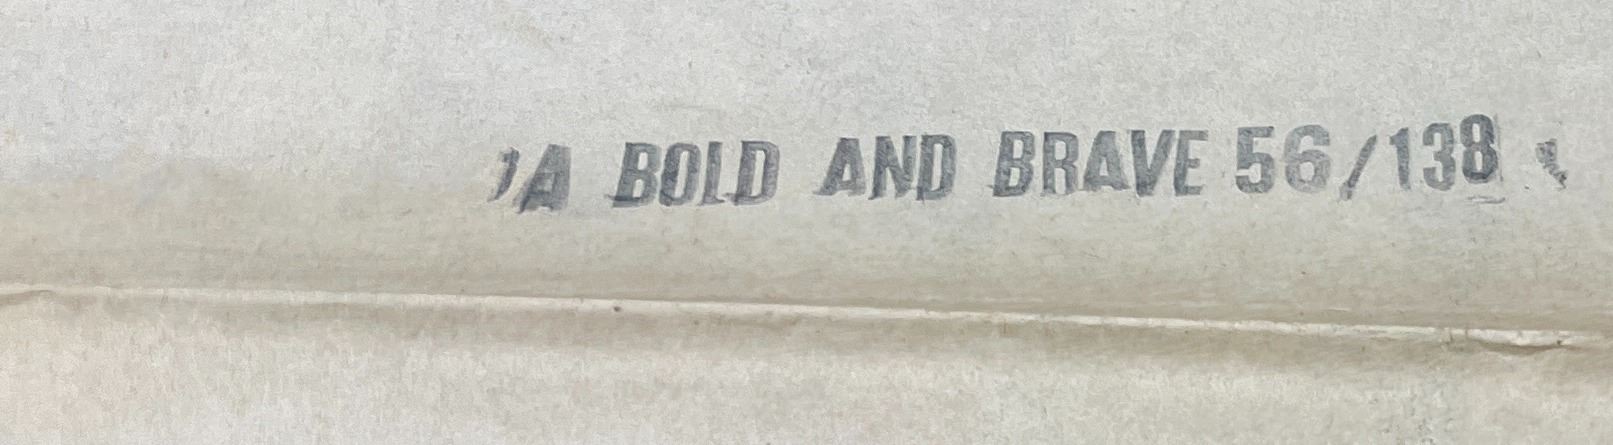 A BOLD AND BRAVE 56/138